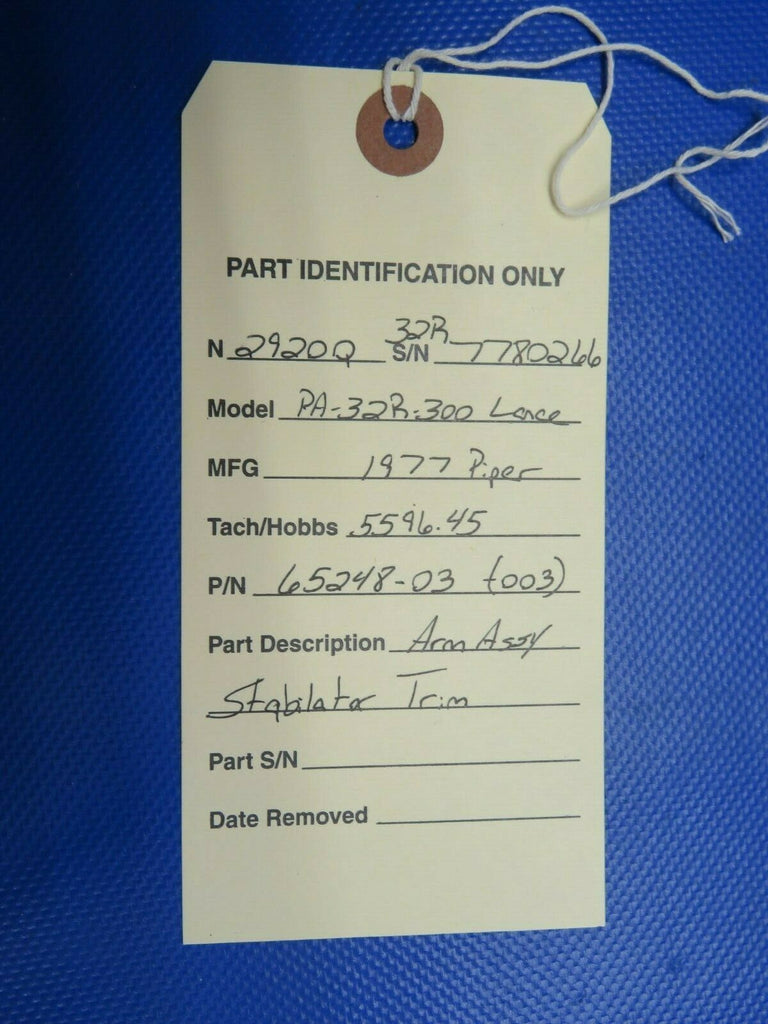 PART IDENTIFICATION ONLY
N 2920Q S/N 32R-7780266
Model PA-32R-300 Lance
MFG 1977 Piper
Tach/Hobbs 5596.45
P/N 65248-03 (003)
Part Description Arm Assy
Stabilator Trim
Part S/N
Date Removed